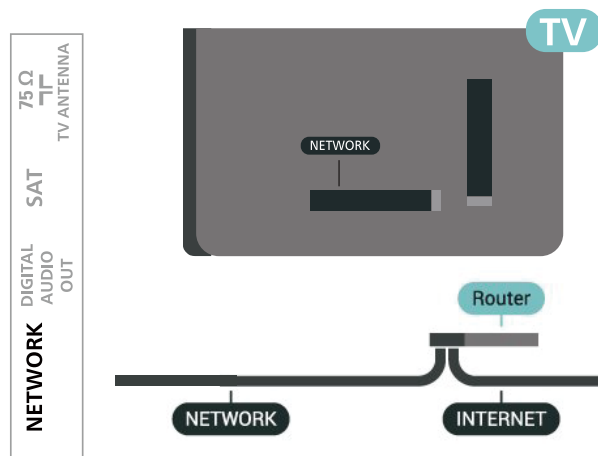 TV
75 Ω
TV ANTENNA
SAT
DIGITAL
AUDIO
OUT
NETWORK
NETWORK
Router
NETWORK
INTERNET